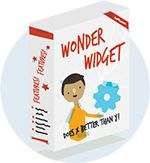 WONDER
WIDGET
FEATURES!
FEATURES!
DOES X BETTER THAN Y!